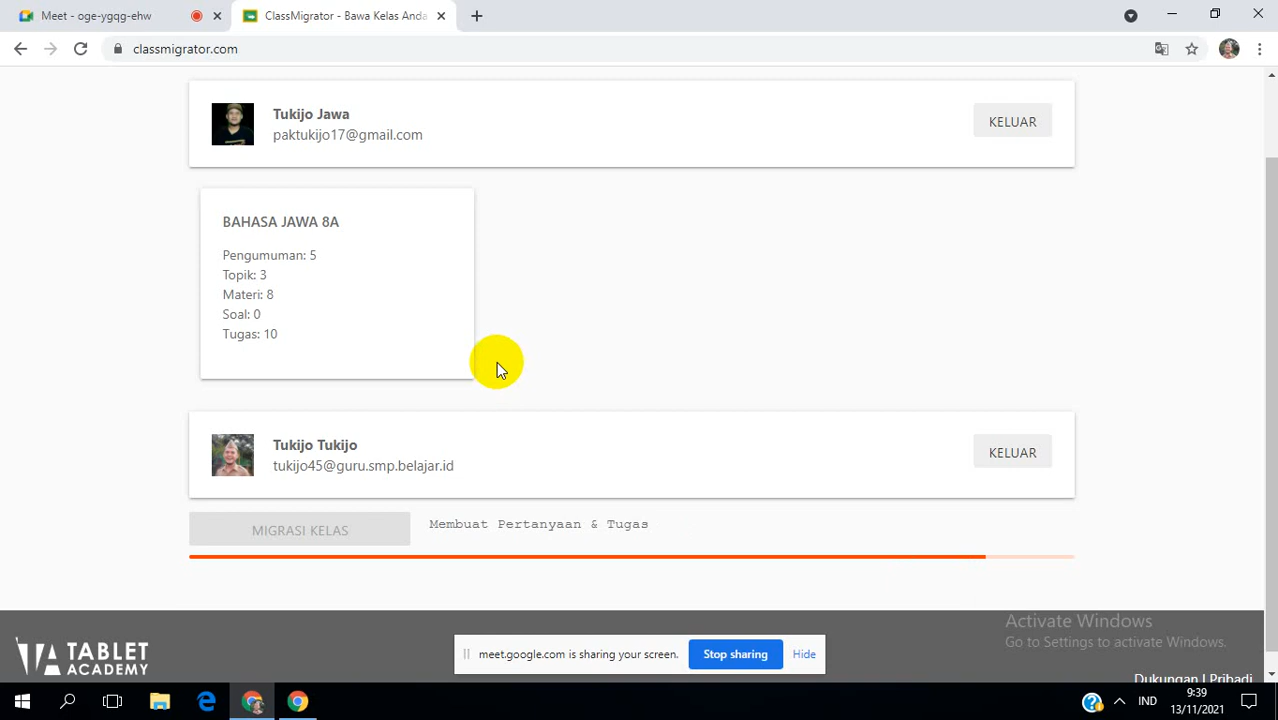 Meet - oge-ygqg-ehw
ClassMigrator - Bawa Kelas Anda
classmigrator.com
Tukijo Jawa
paktukijo17@gmail.com
KELUAR
BAHASA JAWA 8A
Pengumuman: 5
Topik: 3
Materi: 8
Soal: 0
Tugas: 10
Tukijo Tukijo
tukijo45@guru.smp.belajar.id
KELUAR
MIGRASI KELAS
Membuat Pertanyaan & Tugas
Activate Windows
Go to Settings to activate Windows.
TABLET
ACADEMY
meet.google.com is sharing your screen.
Stop sharing
Hide
Dukungan | Pribadi
IND
9:39
13/11/2021